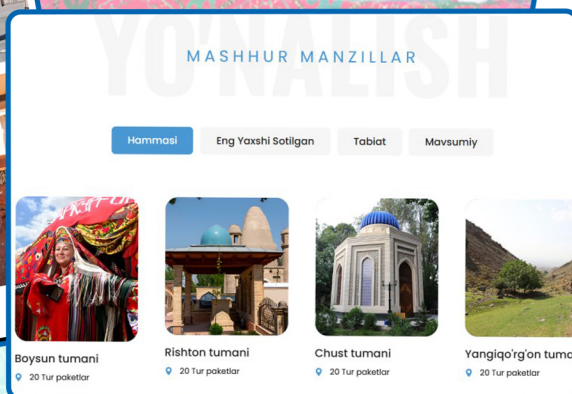 YO'NALISH
MASHHUR MANZILLAR
Hammasi
Eng Yaxshi Sotilgan
Tabiat
Mavsumiy
Boysun tumani
20 Tur paketlar
Rishton tumani
20 Tur paketlar
Chust tumani
20 Tur paketlar
Yangiqo'rg'on tuma
20 Tur paketlar